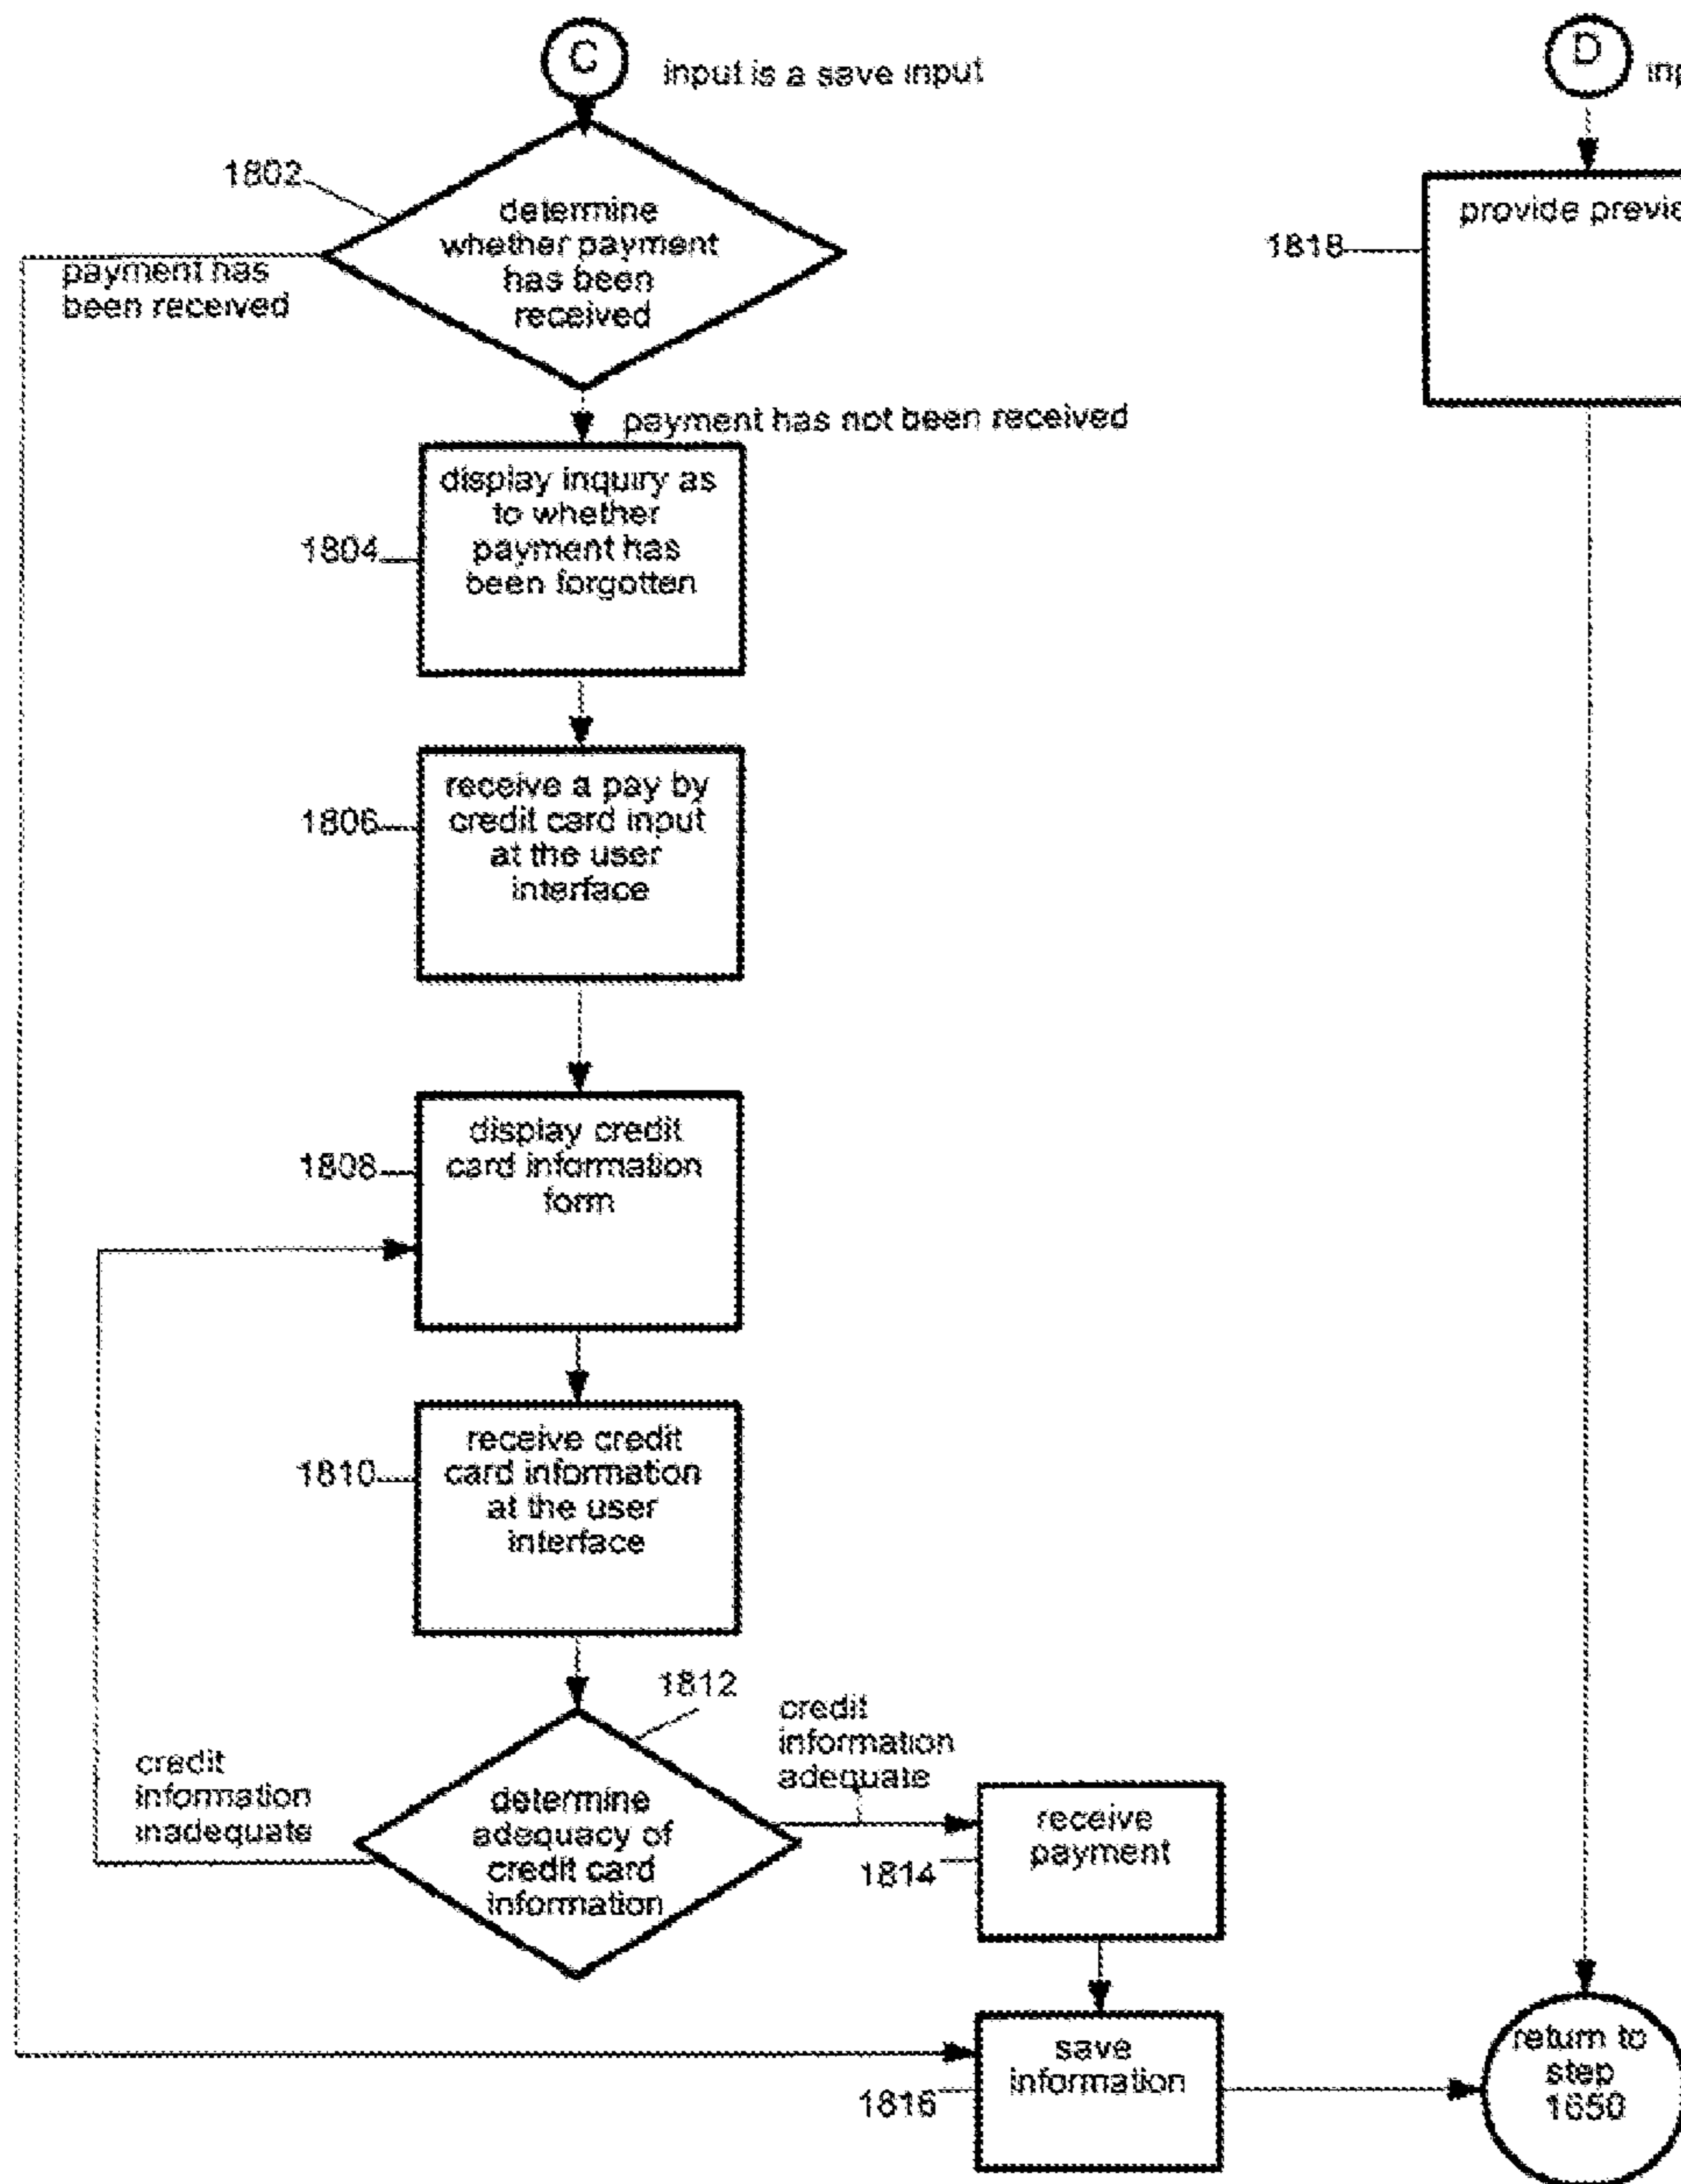 C
input is a save input
1802
determine
whether payment
has been
received
payment has
been received
payment has not been received
display inquiry as
to whether
payment has
been forgotten
1804
receive a pay by
credit card input
at the user
interface
1806
display credit
card information
form
1808
receive credit
card information
at the user
interface
1810
1812
determine
adequacy of
credit card
information
credit
information
inadequate
credit
information
adequate
receive
payment
1814
save
information
1816
D
provide
1818
return to
step
1650